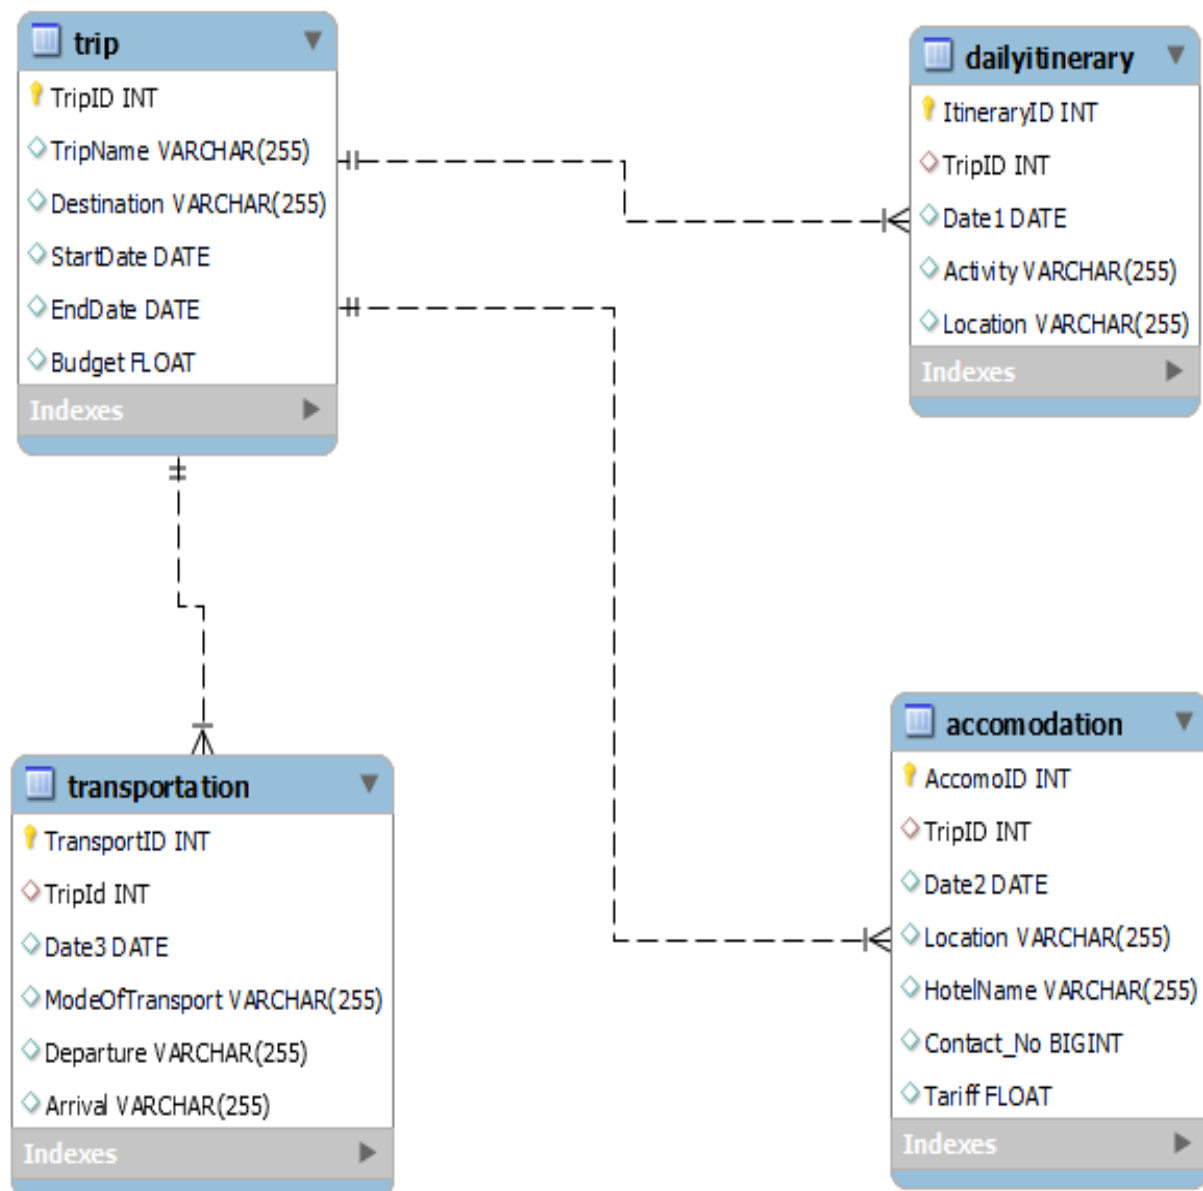 trip
TripID INT
TripName VARCHAR(255)
Destination VARCHAR(255)
StartDate DATE
EndDate DATE
Budget FLOAT
Indexes
dailyitinerary
ItineraryID INT
TripID INT
Date1 DATE
Activity VARCHAR(255)
Location VARCHAR(255)
Indexes
transportation
TransportID INT
TripId INT
Date3 DATE
ModeOfTransport VARCHAR(255)
Departure VARCHAR(255)
Arrival VARCHAR(255)
Indexes
accomodation
AccomoID INT
TripID INT
Date2 DATE
Location VARCHAR(255)
HotelName VARCHAR(255)
Contact_No BIGINT
Tariff FLOAT
Indexes